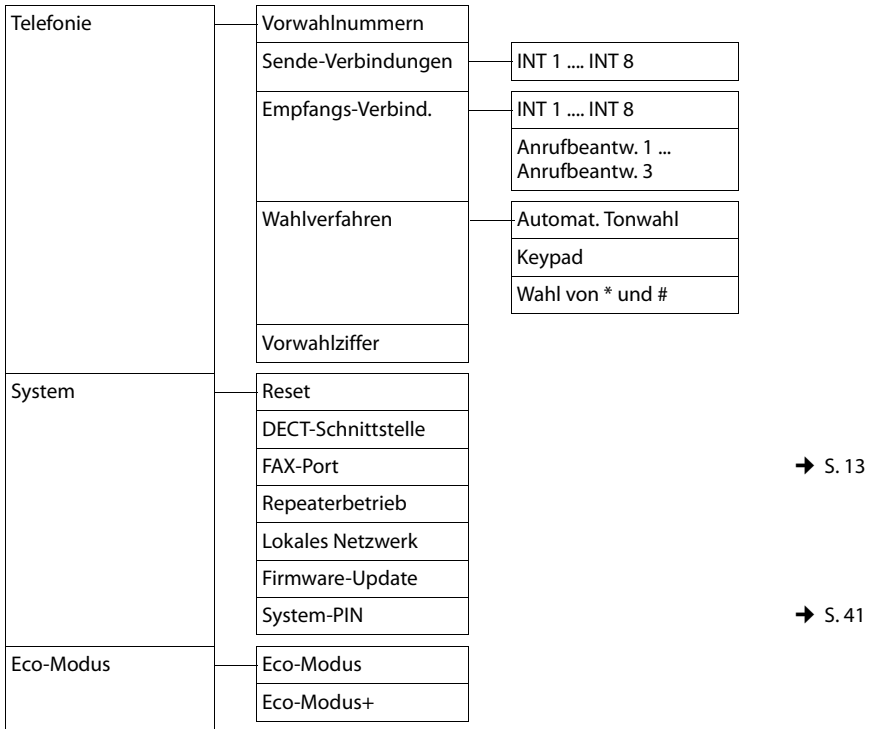 Telefonie
Vorwahlnummern
Sende-Verbindungen
INT 1 .... INT 8
Empfangs-Verbind.
INT 1 .... INT 8
Anrufbeantw. 1 ...
Anrufbeantw. 3
Wahlverfahren
Automat. Tonwahl
Keypad
Wahl von * und #
Vorwahlziffer
System
Reset
DECT-Schnittstelle
FAX-Port
➔ S. 13
Repeaterbetrieb
Lokales Netzwerk
Firmware-Update
System-PIN
➔ S. 41
Eco-Modus
Eco-Modus
Eco-Modus+